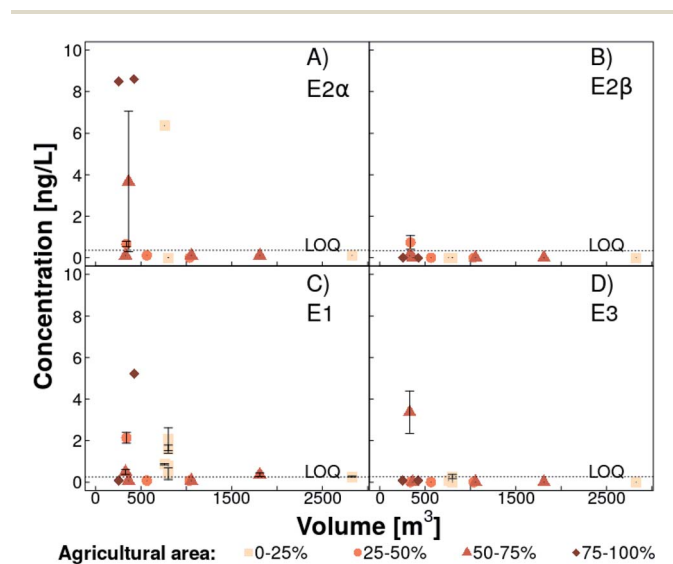 Concentration [ng/L]
10
8
6
4
2
0
A)
E2α
LOQ
B)
E2β
LOQ
10
8
6
4
2
0
C)
E1
LOQ
D)
E3
LOQ
0 500 1500 2500
0 500 1500 2500
Volume [m³]
Agricultural area: 0-25% 25-50% 50-75% 75-100%